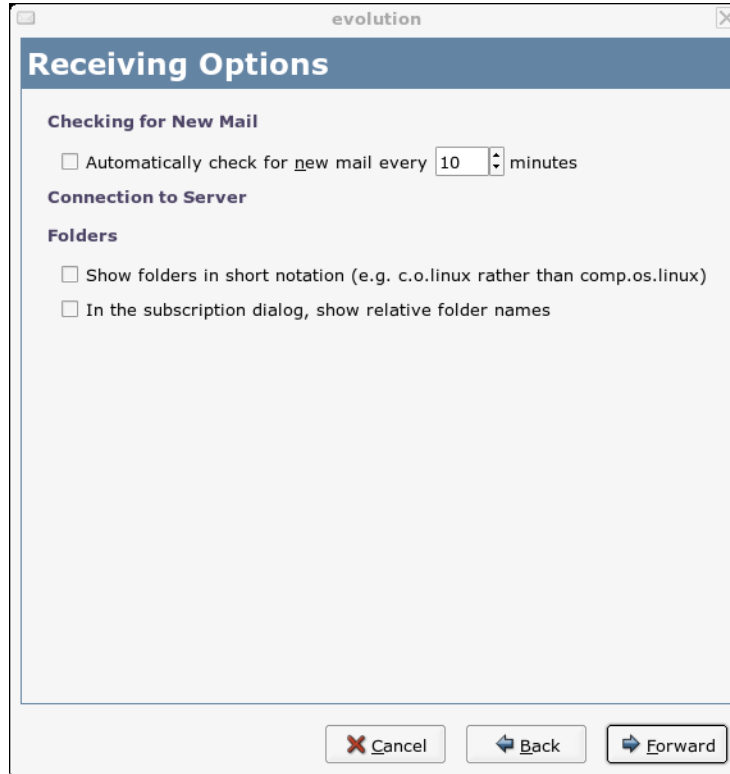 evolution
Receiving Options
Checking for New Mail
Automatically check for new mail every 10 minutes
Connection to Server
Folders
Show folders in short notation (e.g. c.o.linux rather than comp.os.linux)
In the subscription dialog, show relative folder names
Cancel Back Forward